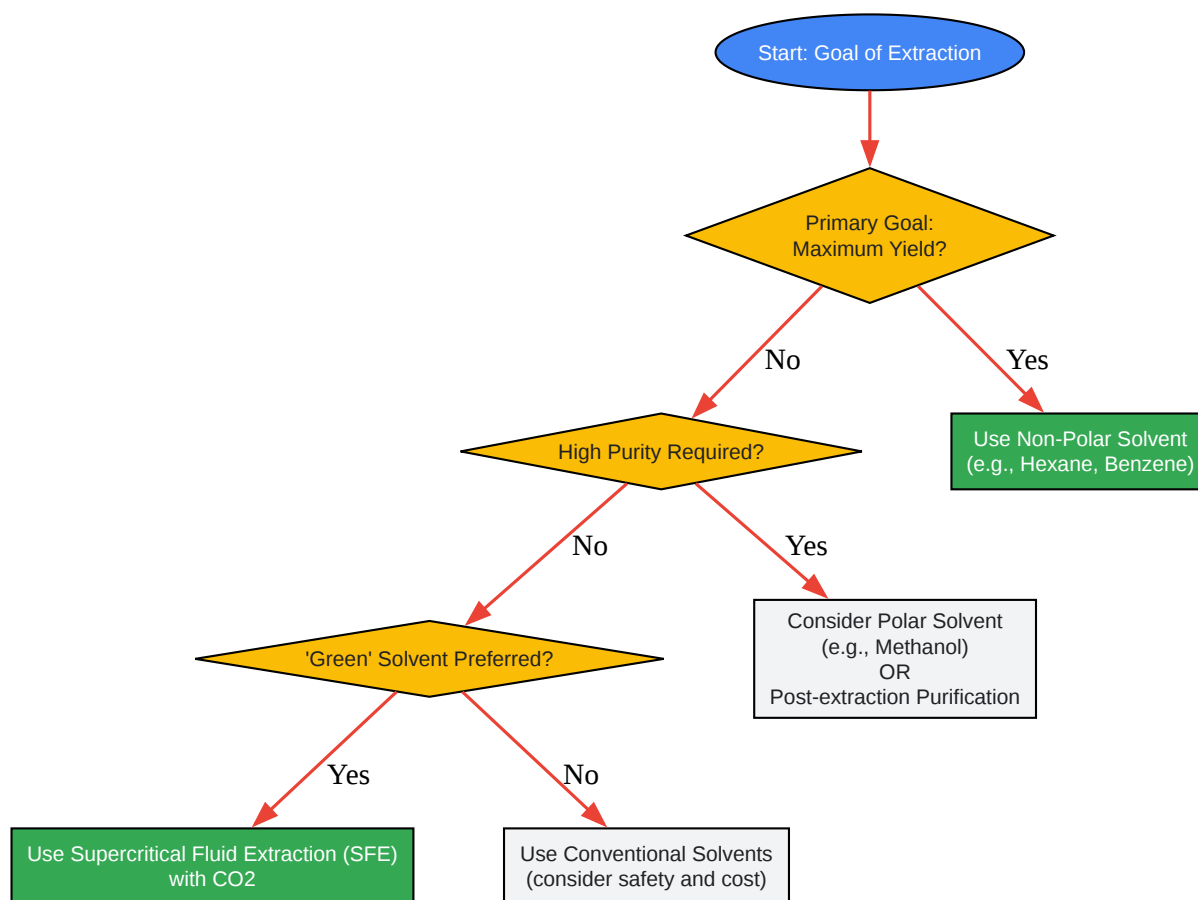 Start: Goal of Extraction
Primary Goal:
Maximum Yield?
No
Yes
High Purity Required?
Use Non-Polar Solvent
(e.g., Hexane, Benzene)
No
Yes
'Green' Solvent Preferred?
Consider Polar Solvent
(e.g., Methanol)
OR
Post-extraction Purification
Yes
No
Use Supercritical Fluid Extraction (SFE)
with CO2
Use Conventional Solvents
(consider safety and cost)